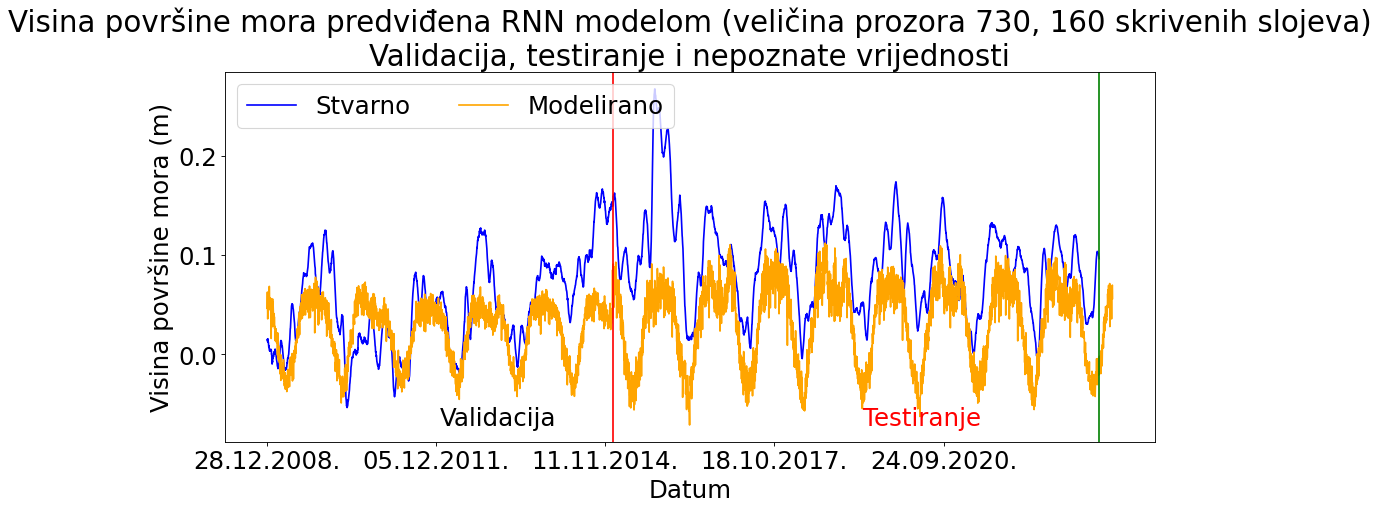 Visina površine mora predviđena RNN modelom (veličina prozora 730, 160 skrivenih slojeva)
Validacija, testiranje i nepoznate vrijednosti
Stvarno Modelirano
Visina površine mora (m)
0.2
0.1
0.0
Validacija Testiranje
28.12.2008. 05.12.2011. 11.11.2014. 18.10.2017. 24.09.2020.
Datum